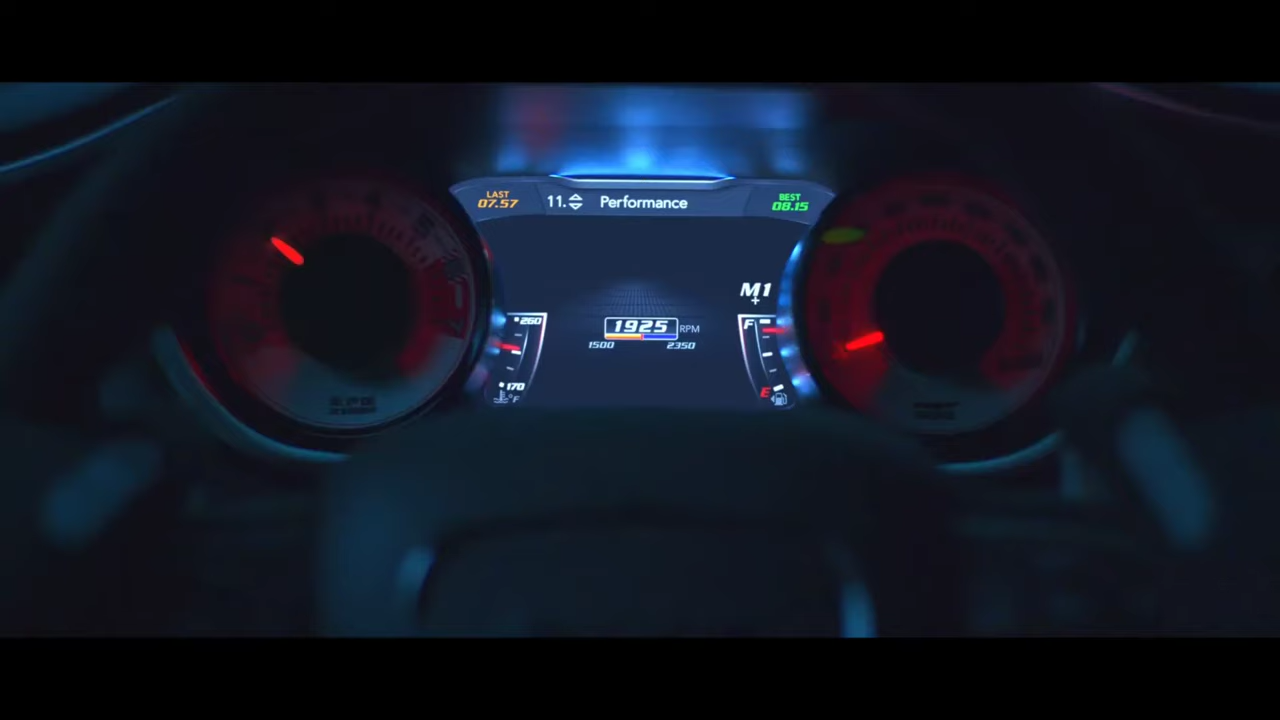 LAST
07.57
11.
Performance
BEST
08.15
M1
+
260
170
F
1925
RPM
1500
2350
F
E